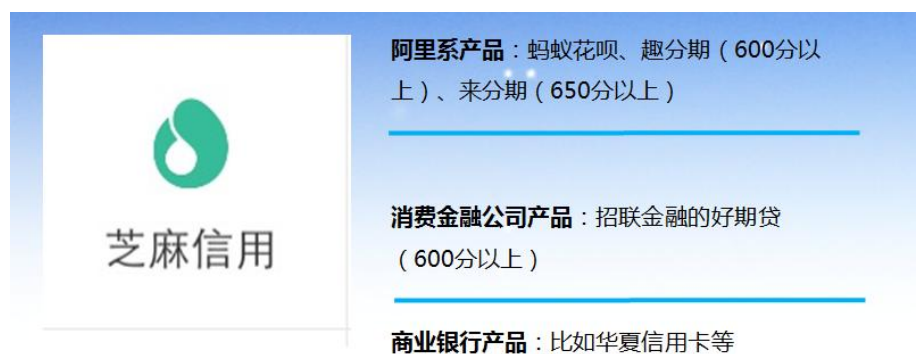 芝麻信用
阿里系产品：蚂蚁花呗、趣分期（600分以
上）、来分期（650分以上）
消费金融公司产品：招联金融的好期贷
（600分以上）
商业银行产品：比如华夏信用卡等